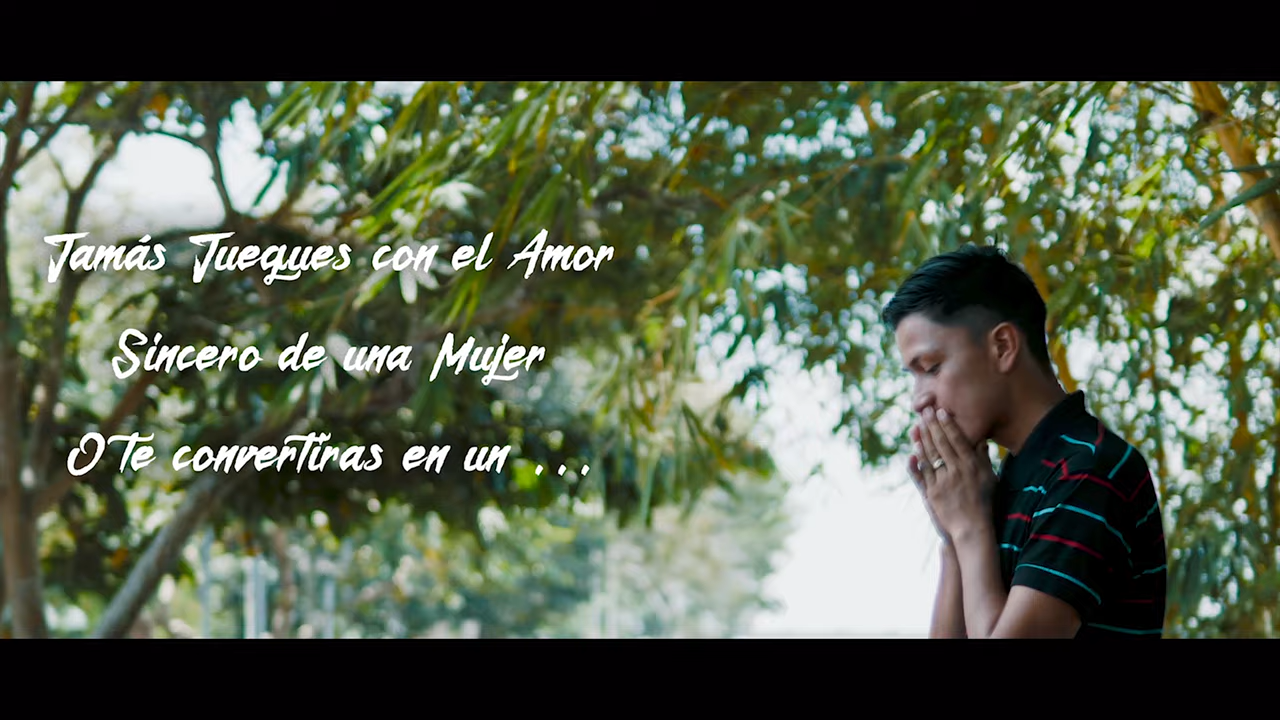 Jamás Juegues con el Amor
Sincero de una Mujer
O Te convertiras en un ...